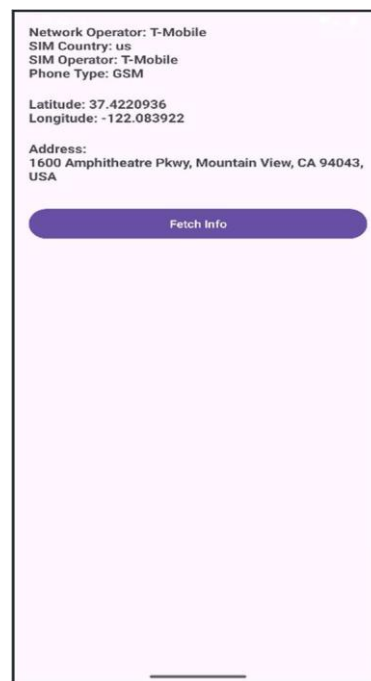 Network Operator: T-Mobile
SIM Country: us
SIM Operator: T-Mobile
Phone Type: GSM
Latitude: 37.4220936
Longitude: -122.083922
Address:
1600 Amphitheatre Pkwy, Mountain View, CA 94043,
USA
Fetch Info